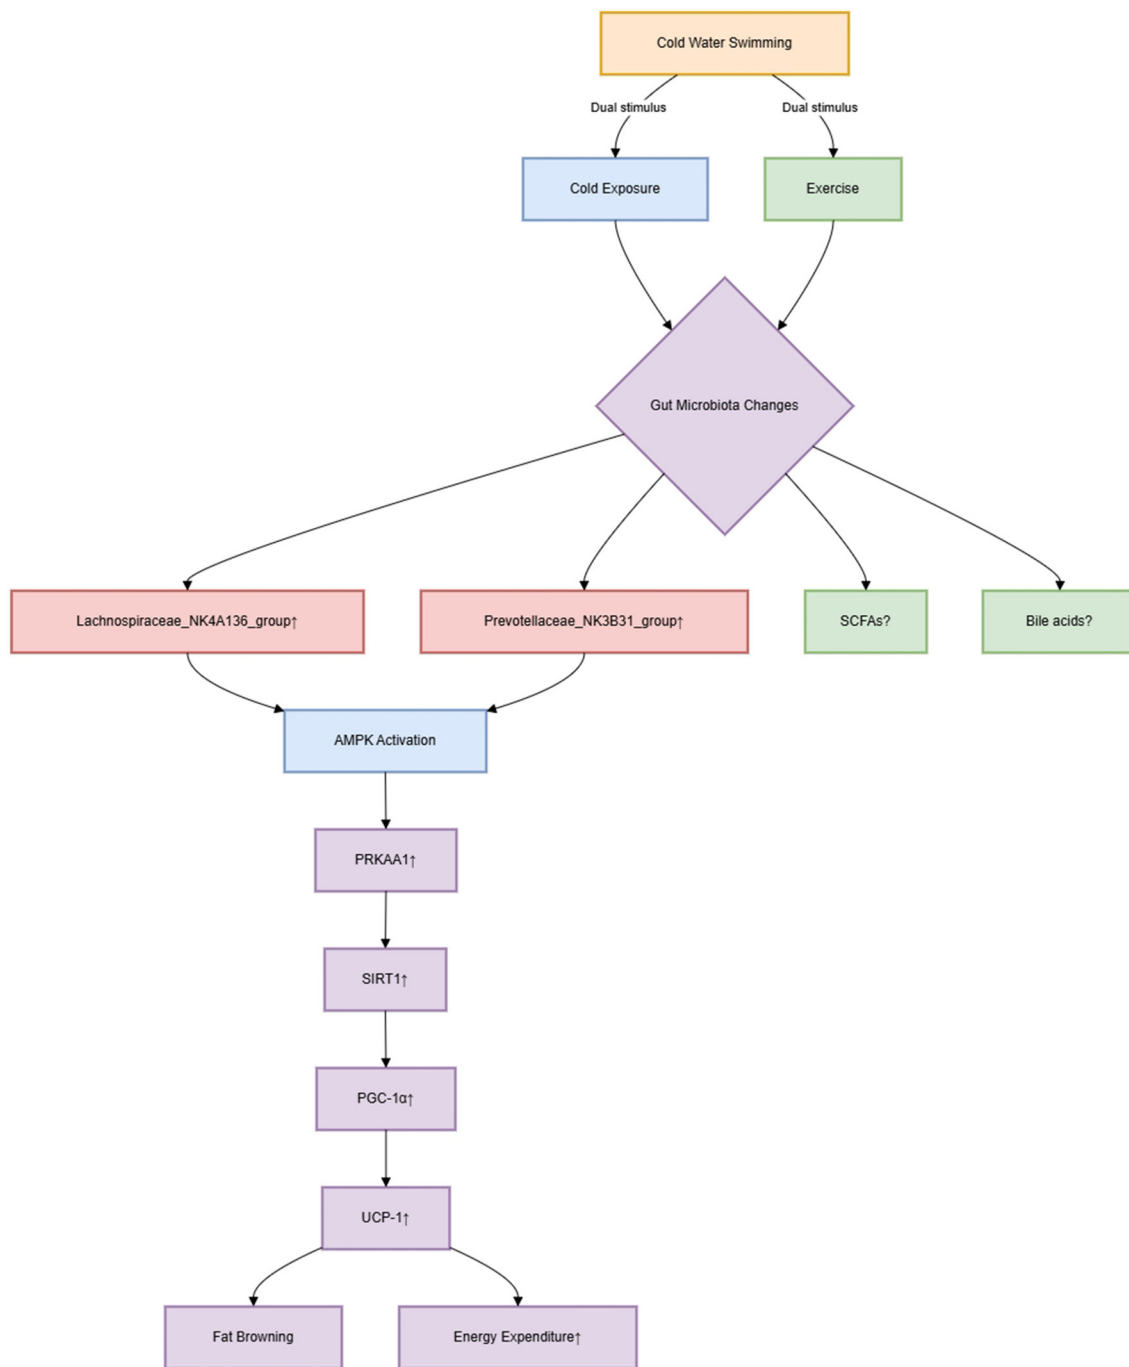 Cold Water Swimming
Dual stimulus
Dual stimulus
Cold Exposure
Exercise
Gut Microbiota Changes
Lachnospiraceae_NK4A136_group↑
Prevotellaceae_NK3B31_group↑
SCFAs?
Bile acids?
AMPK Activation
PRKAA1↑
SIRT1↑
PGC-1α↑
UCP-1↑
Fat Browning
Energy Expenditure↑